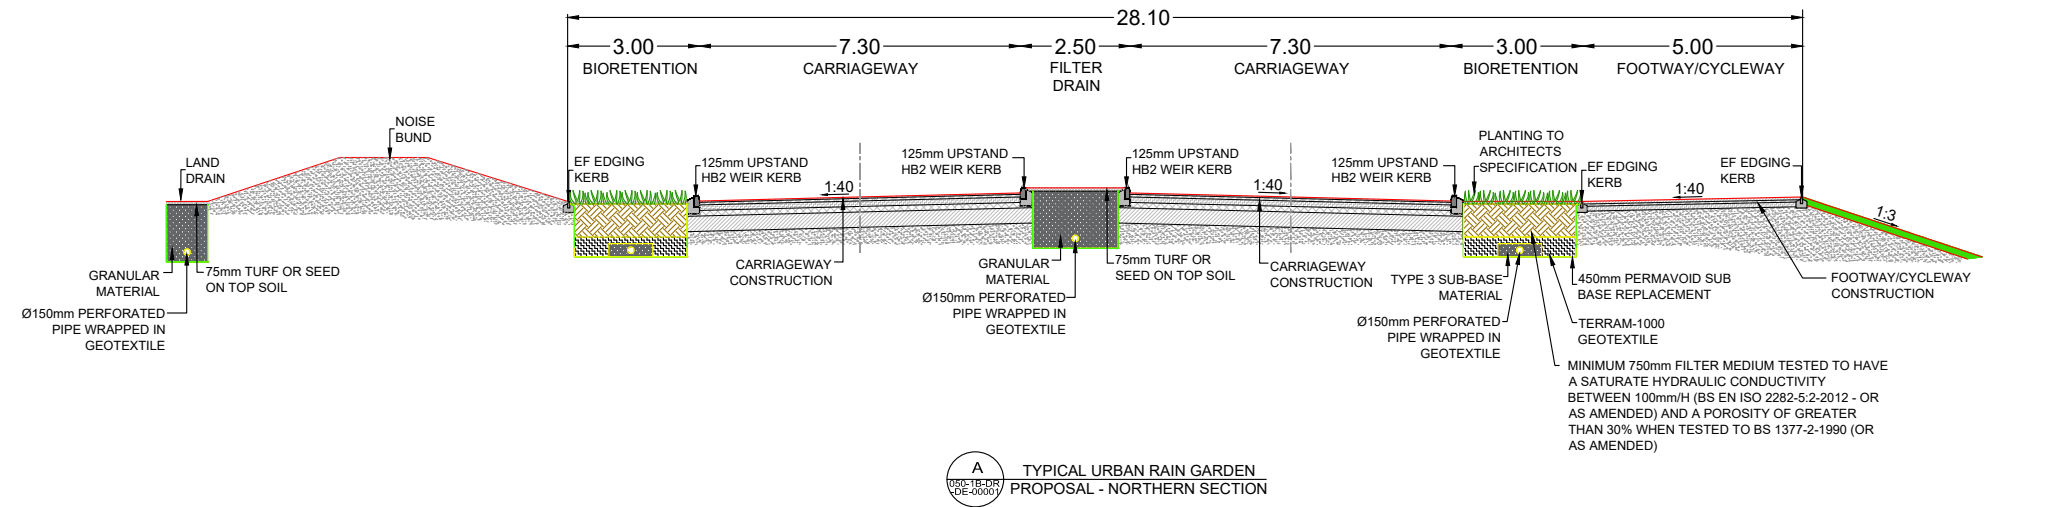 28.10
3.00
7.30
2.50
7.30
3.00
5.00
BIORETENTION
CARRIAGEWAY
FILTER
DRAIN
CARRIAGEWAY
BIORETENTION
FOOTWAY/CYCLEWAY
NOISE
BUND
LAND
DRAIN
EF EDGING
KERB
125mm UPSTAND
HB2 WEIR KERB
1:40
125mm UPSTAND
HB2 WEIR KERB
125mm UPSTAND
HB2 WEIR KERB
1:40
125mm UPSTAND
HB2 WEIR KERB
PLANTING TO
ARCHITECTS
SPECIFICATION
EF EDGING
KERB
1:40
EF EDGING
KERB
1:3
GRANULAR
MATERIAL
75mm TURF OR SEED
ON TOP SOIL
Ø150mm PERFORATED
PIPE WRAPPED IN
GEOTEXTILE
CARRIAGEWAY
CONSTRUCTION
GRANULAR
MATERIAL
75mm TURF OR
SEED ON TOP SOIL
Ø150mm PERFORATED
PIPE WRAPPED IN
GEOTEXTILE
CARRIAGEWAY
CONSTRUCTION
TYPE 3 SUB-BASE
MATERIAL
450mm PERMAVOID SUB
BASE REPLACEMENT
FOOTWAY/CYCLEWAY
CONSTRUCTION
Ø150mm PERFORATED
PIPE WRAPPED IN
GEOTEXTILE
TERRAM-1000
GEOTEXTILE
MINIMUM 750mm FILTER MEDIUM TESTED TO HAVE
A SATURATE HYDRAULIC CONDUCTIVITY
BETWEEN 100mm/H (BS EN ISO 2282-5:2-2012 - OR
AS AMENDED) AND A POROSITY OF GREATER
THAN 30% WHEN TESTED TO BS 1377-2-1990 (OR
AS AMENDED)
A
050-1B-DR
-DE-00001
TYPICAL URBAN RAIN GARDEN
PROPOSAL - NORTHERN SECTION